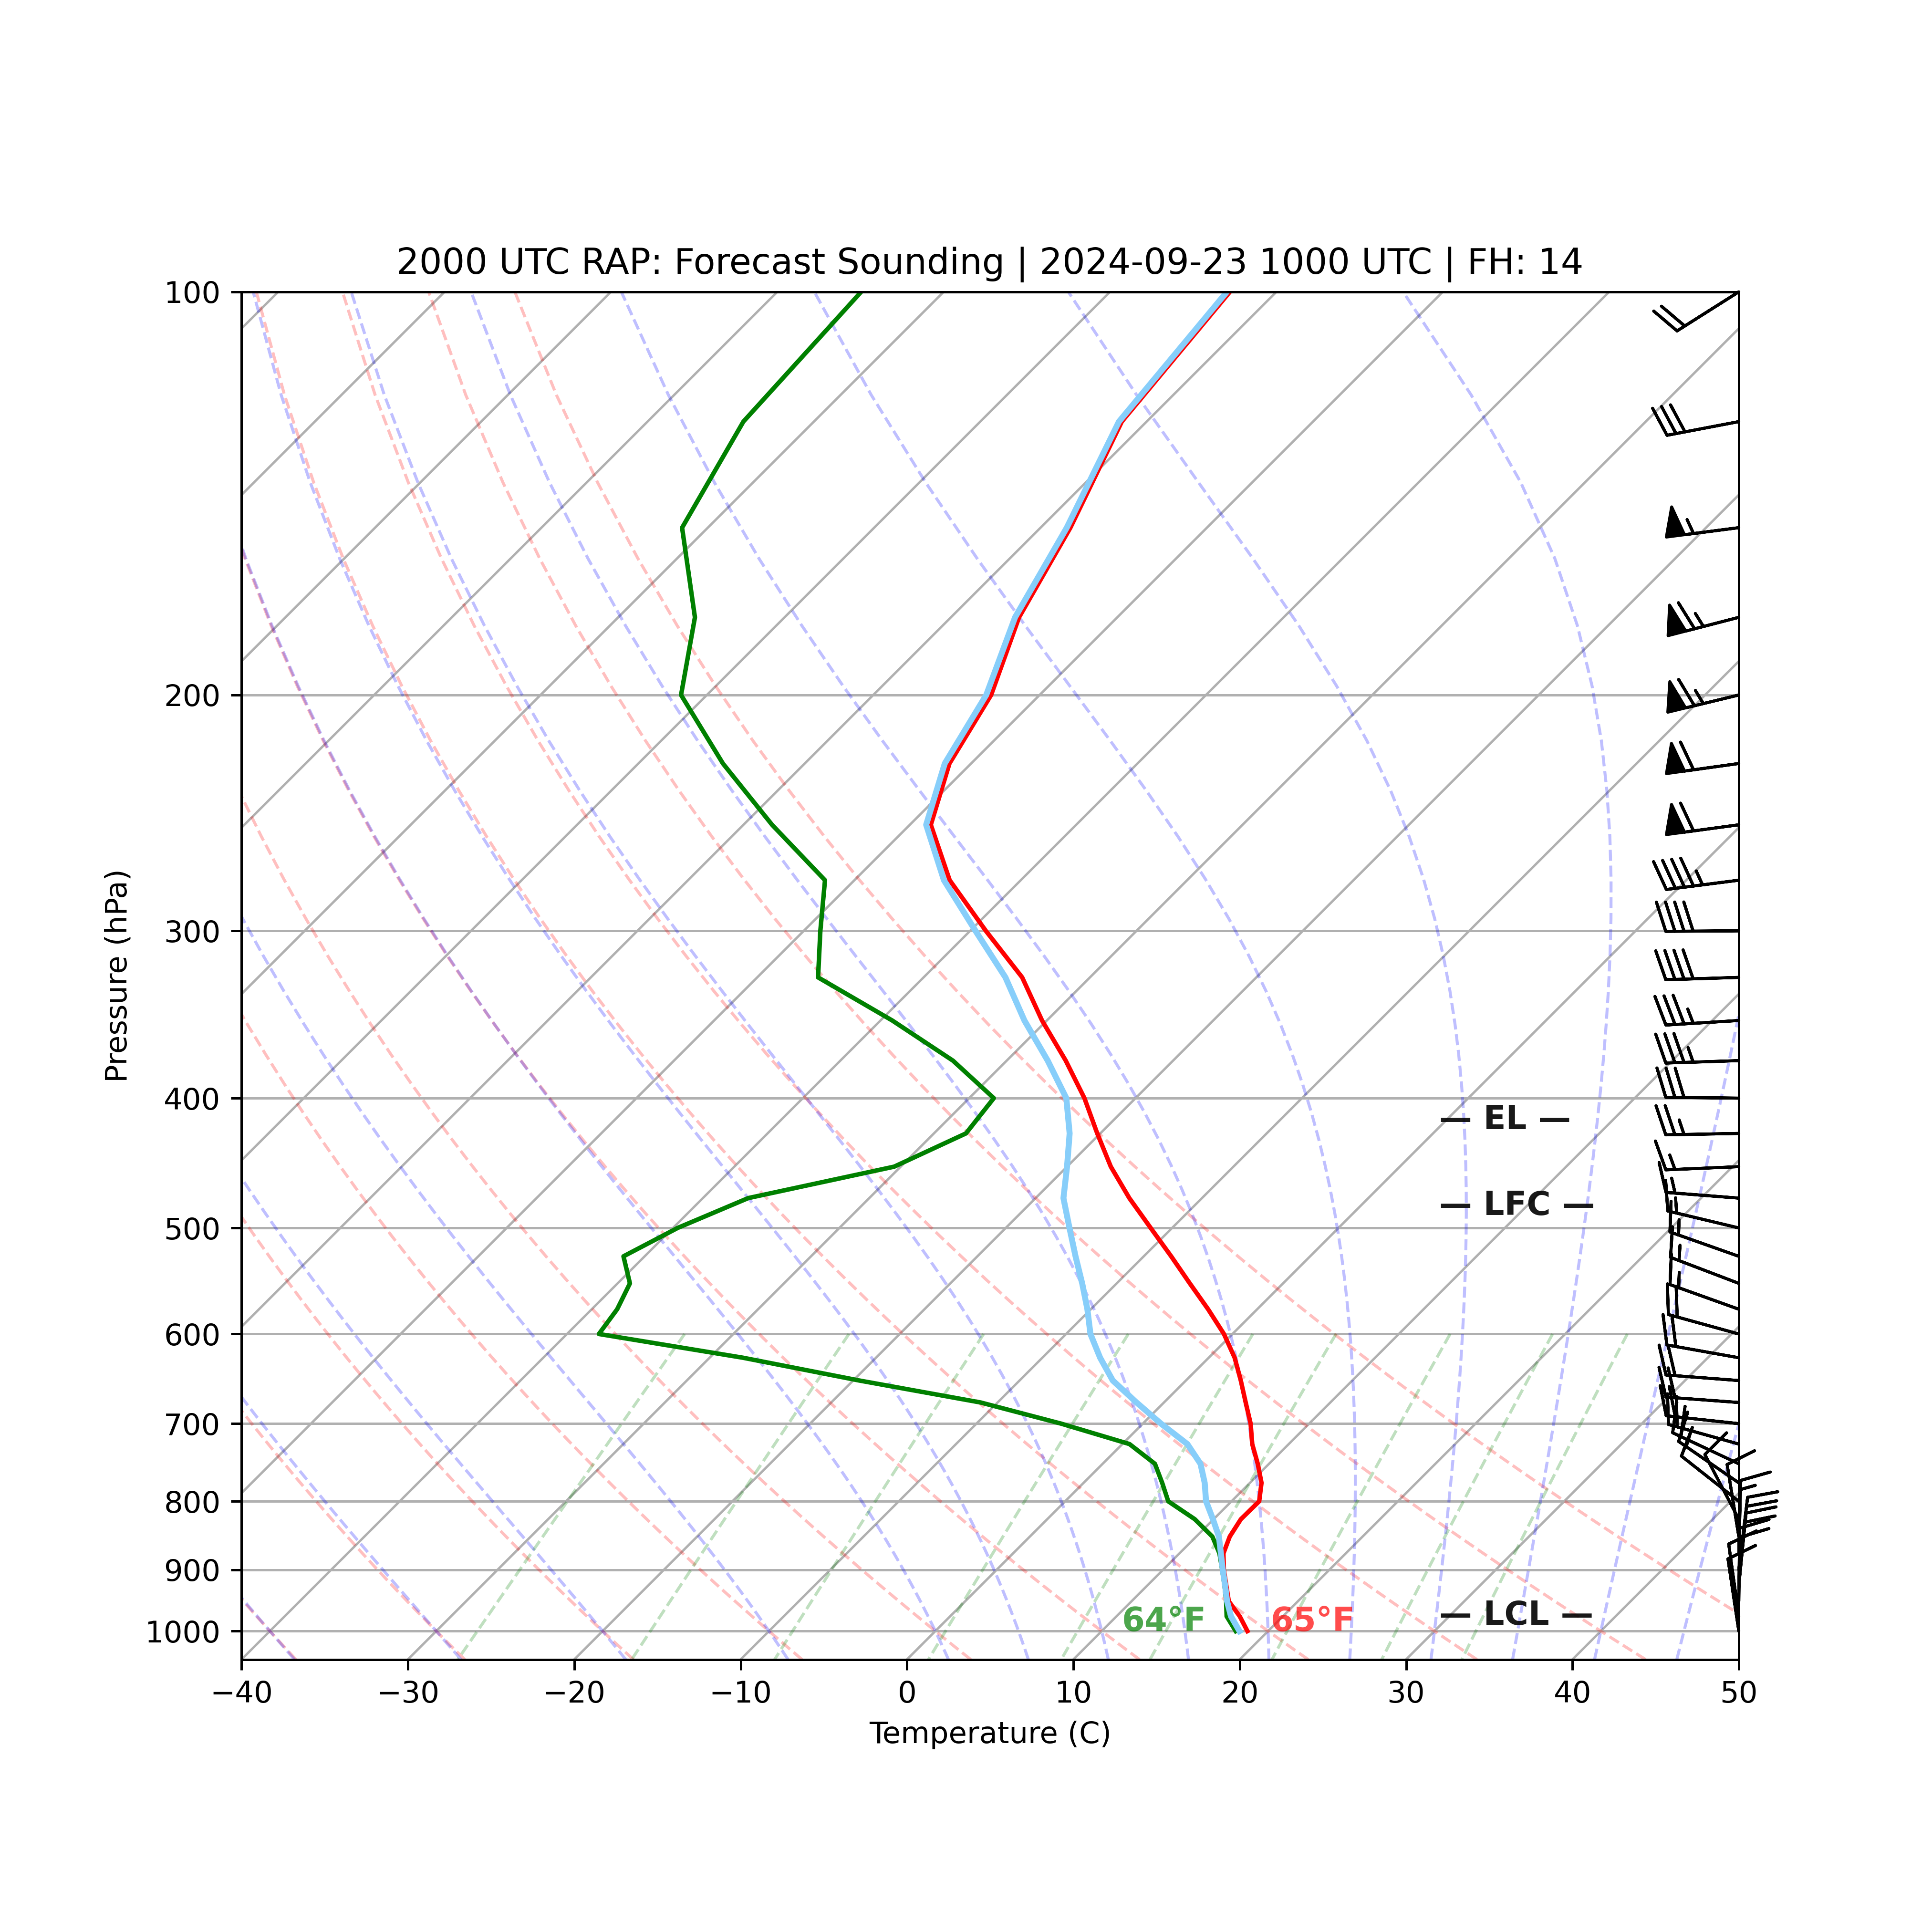 2000 UTC RAP: Forecast Sounding | 2024-09-23 1000 UTC | FH: 14
100
200
300
400
500
600
700
800
900
1000
Pressure (hPa)
— EL —
— LFC —
— LCL —
64°F 65°F
−40 −30 −20 −10 0 10 20 30 40 50
Temperature (C)